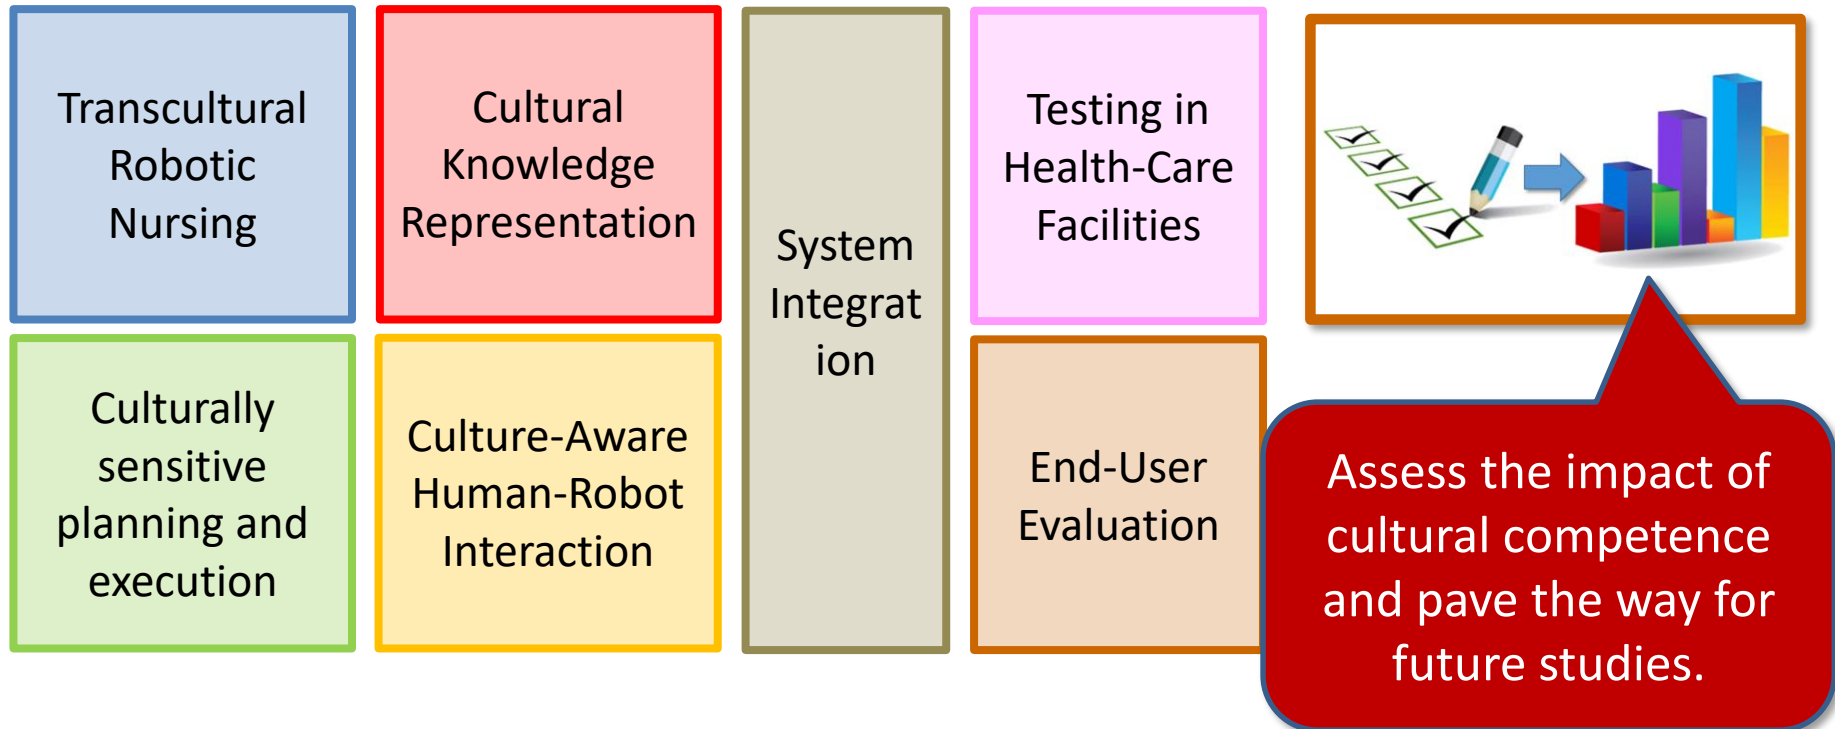 Transcultural
Robotic
Nursing
Cultural
Knowledge
Representation
System
Integrat
ion
Testing in
Health-Care
Facilities
Culturally
sensitive
planning and
execution
Culture-Aware
Human-Robot
Interaction
End-User
Evaluation
Assess the impact of
cultural competence
and pave the way for
future studies.